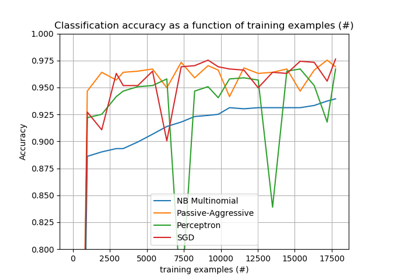 Classification accuracy as a function of training examples (#)
1.000
0.975
0.950
0.925
0.900
0.875
0.850
0.825
0.800
Accuracy
NB Multinomial
Passive-Aggressive
Perceptron
SGD
0 2500 5000 7500 10000 12500 15000 17500
training examples (#)